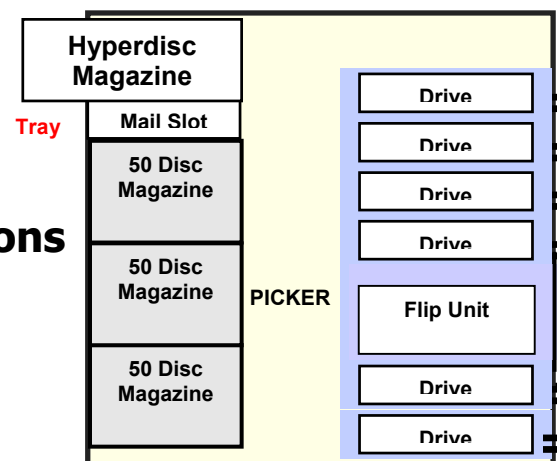 Hyperdisc
Magazine
Tray
Mail Slot
50 Disc
Magazine
ons
50 Disc
Magazine
50 Disc
Magazine
PICKER
Drive
Drive
Drive
Drive
Flip Unit
Drive
Drive